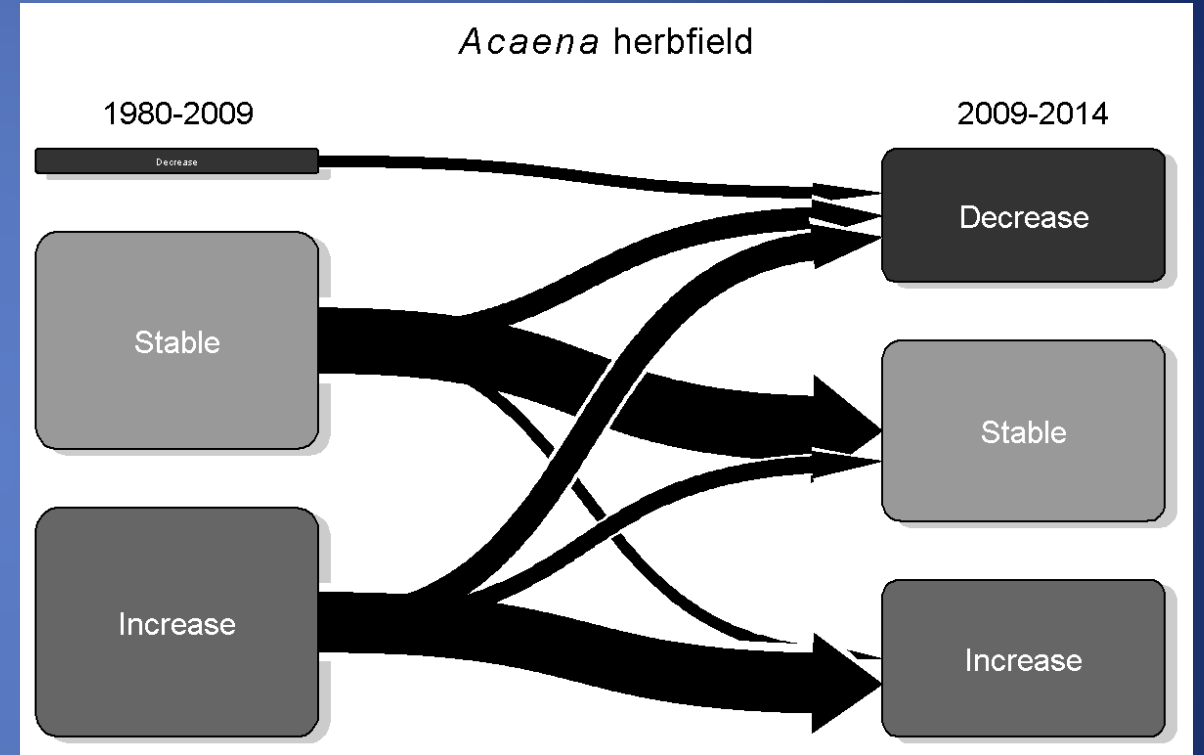 Acaena herbfield
1980-2009
2009-2014
Decrease
Stable
Increase
Decrease
Stable
Increase